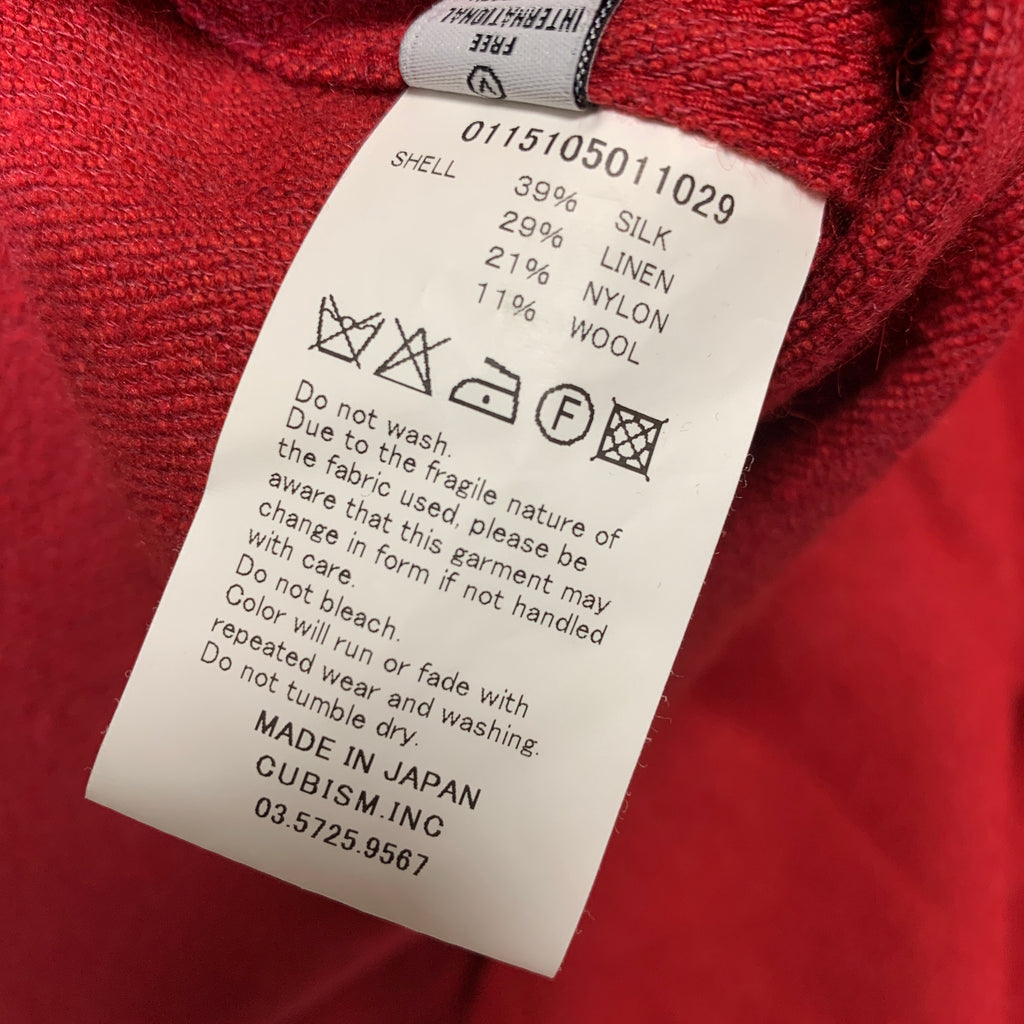 INTERNATIONAL
FREE
0115105011029
SHELL 39% SILK
29% LINEN
21% NYLON
11% WOOL
F
Do not wash.
Due to the fragile nature of
the fabric used, please be
aware that this garment may
change in form if not handled
with care.
Do not bleach.
Color will run or fade with
repeated wear and washing.
Do not tumble dry.
MADE IN JAPAN
CUBISM.INC
03.5725.9567